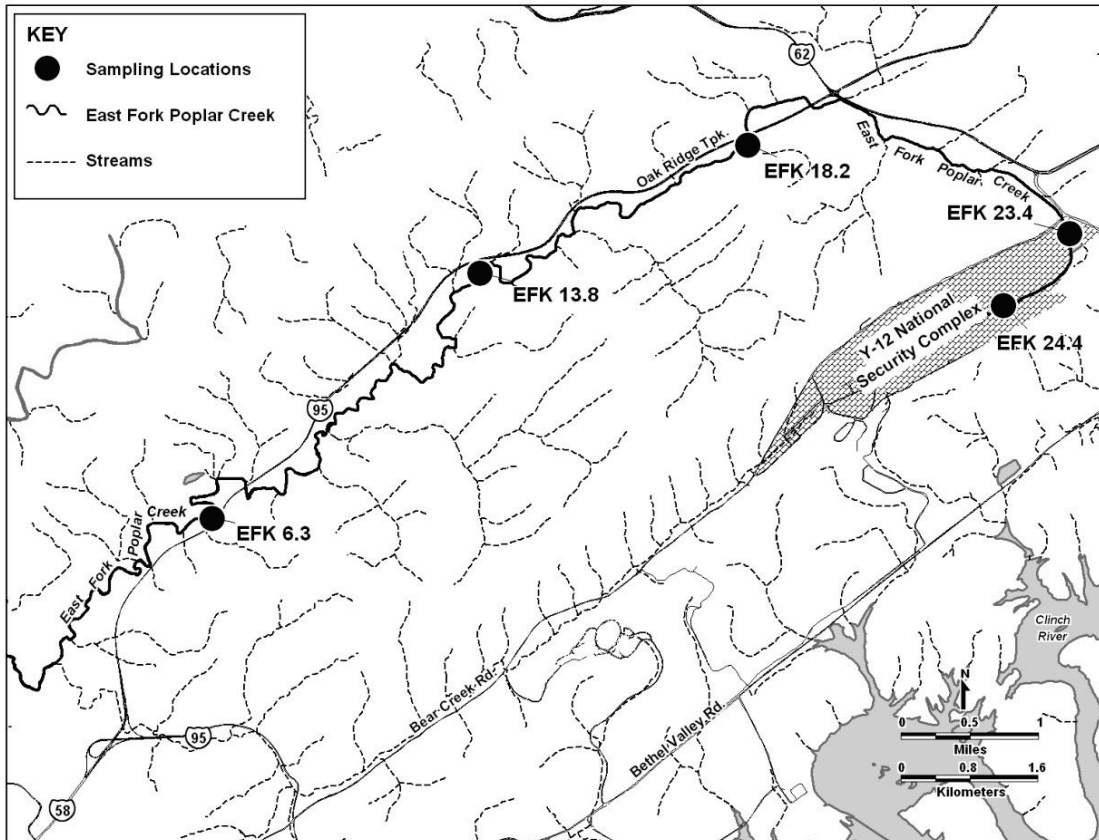 KEY
Sampling Locations
East Fork Poplar Creek
Streams
62
East Fork Poplar Creek
Oak Ridge Tpk.
EFK 18.2
EFK 23.4
EFK 13.8
Y-12 National
Security Complex
EFK 24.4
95
East Fork Poplar Creek
EFK 6.3
Clinch
River
Bear Creek Rd.
Bethel Valley Rd.
N
0 0.5 1
Miles
0 0.8 1.6
Kilometers
95
58